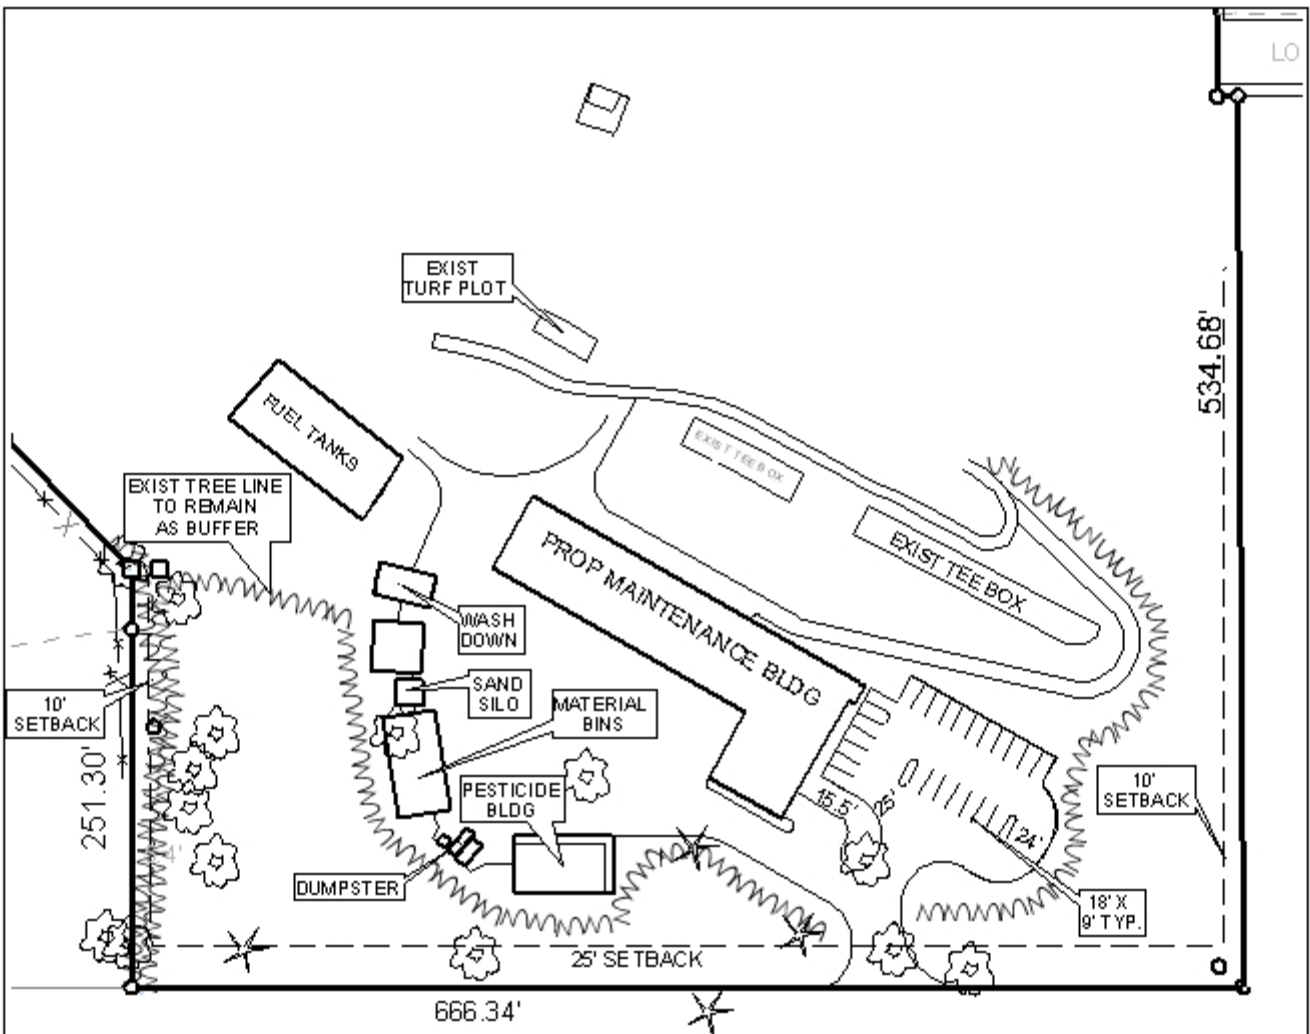 LO
EXIST
TURF PLOT
534.68'
FUEL TANKS
EXIST TEE BOX
EXIST TREE LINE
TO REMAIN
AS BUFFER
EXIST TEE BOX
PROP MAINTENANCE BLDG
WASH
DOWN
SAND
SILO
10'
SETBACK
MATERIAL
BINS
251.30'
PESTICIDE
BLDG
15.5'
25'
24'
10'
SETBACK
DUMPSTER
18' X
9' TYP.
25' SETBACK
666.34'